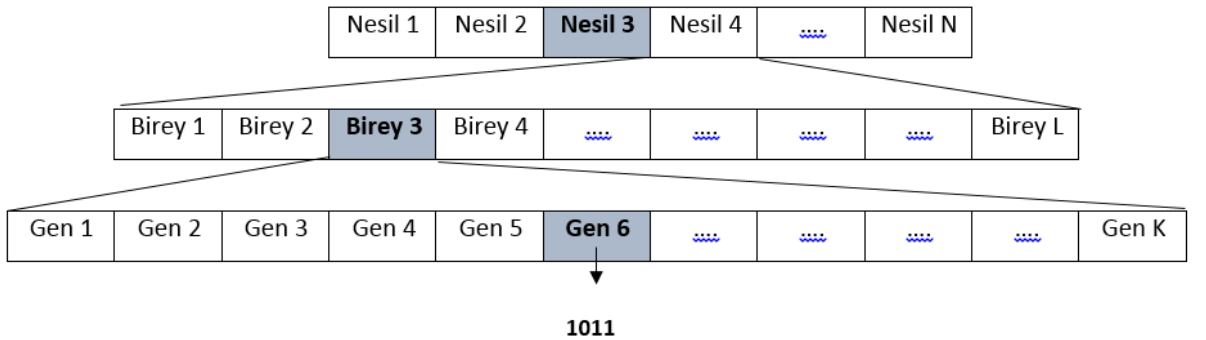 Nesil 1 Nesil 2 Nesil 3 Nesil 4 .... Nesil N
Birey 1 Birey 2 Birey 3 Birey 4 .... .... .... .... Birey L
Gen 1 Gen 2 Gen 3 Gen 4 Gen 5 Gen 6 .... .... .... .... Gen K
1011